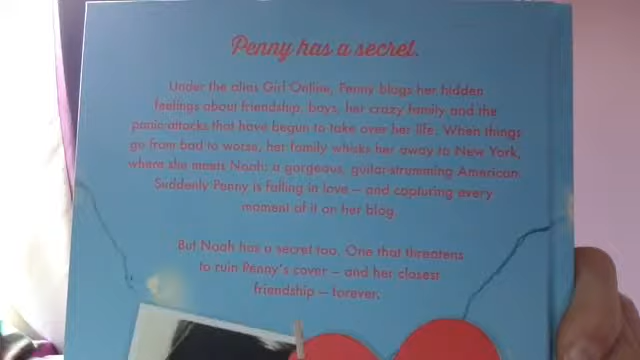 Penny has a secret.
Under the alias Girl Online, Penny blogs her hidden
feelings about friendship, boys, her crazy family and the
panic attacks that have begun to take over her life. When things
go from bad to worse, her family whisks her away to New York,
where she meets Noah: a gorgeous, guitar-strumming American.
Suddenly Penny is falling in love – and capturing every
moment of it on her blog.
But Noah has a secret too. One that threatens
to ruin Penny's cover – and her closest
friendship – forever.